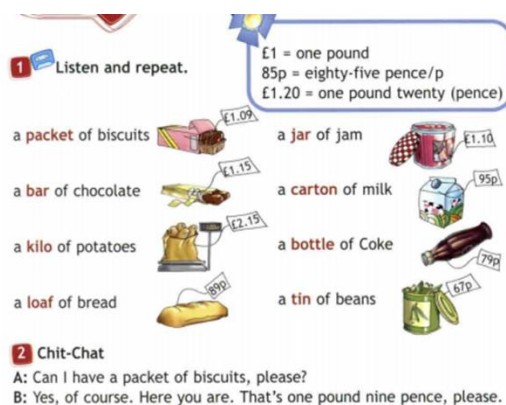 £1 = one pound
85p = eighty-five pence/p
£1.20 = one pound twenty (pence)
1 Listen and repeat.
a packet of biscuits
£1.09
a bar of chocolate
£1.15
a kilo of potatoes
£2.15
a loaf of bread
89p
a jar of jam
£1.10
a carton of milk
95p
a bottle of Coke
79p
a tin of beans
67p
2 Chit-Chat
A: Can I have a packet of biscuits, please?
B: Yes, of course. Here you are. That's one pound nine pence, please.